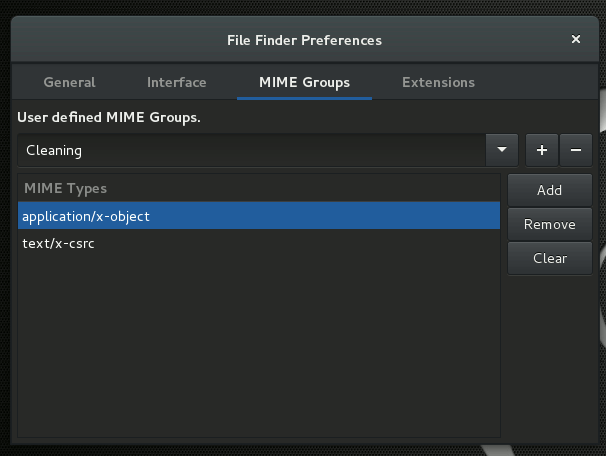 File Finder Preferences
General Interface MIME Groups Extensions
User defined MIME Groups.
Cleaning
MIME Types
Add
application/x-object
Remove
text/x-csrc
Clear